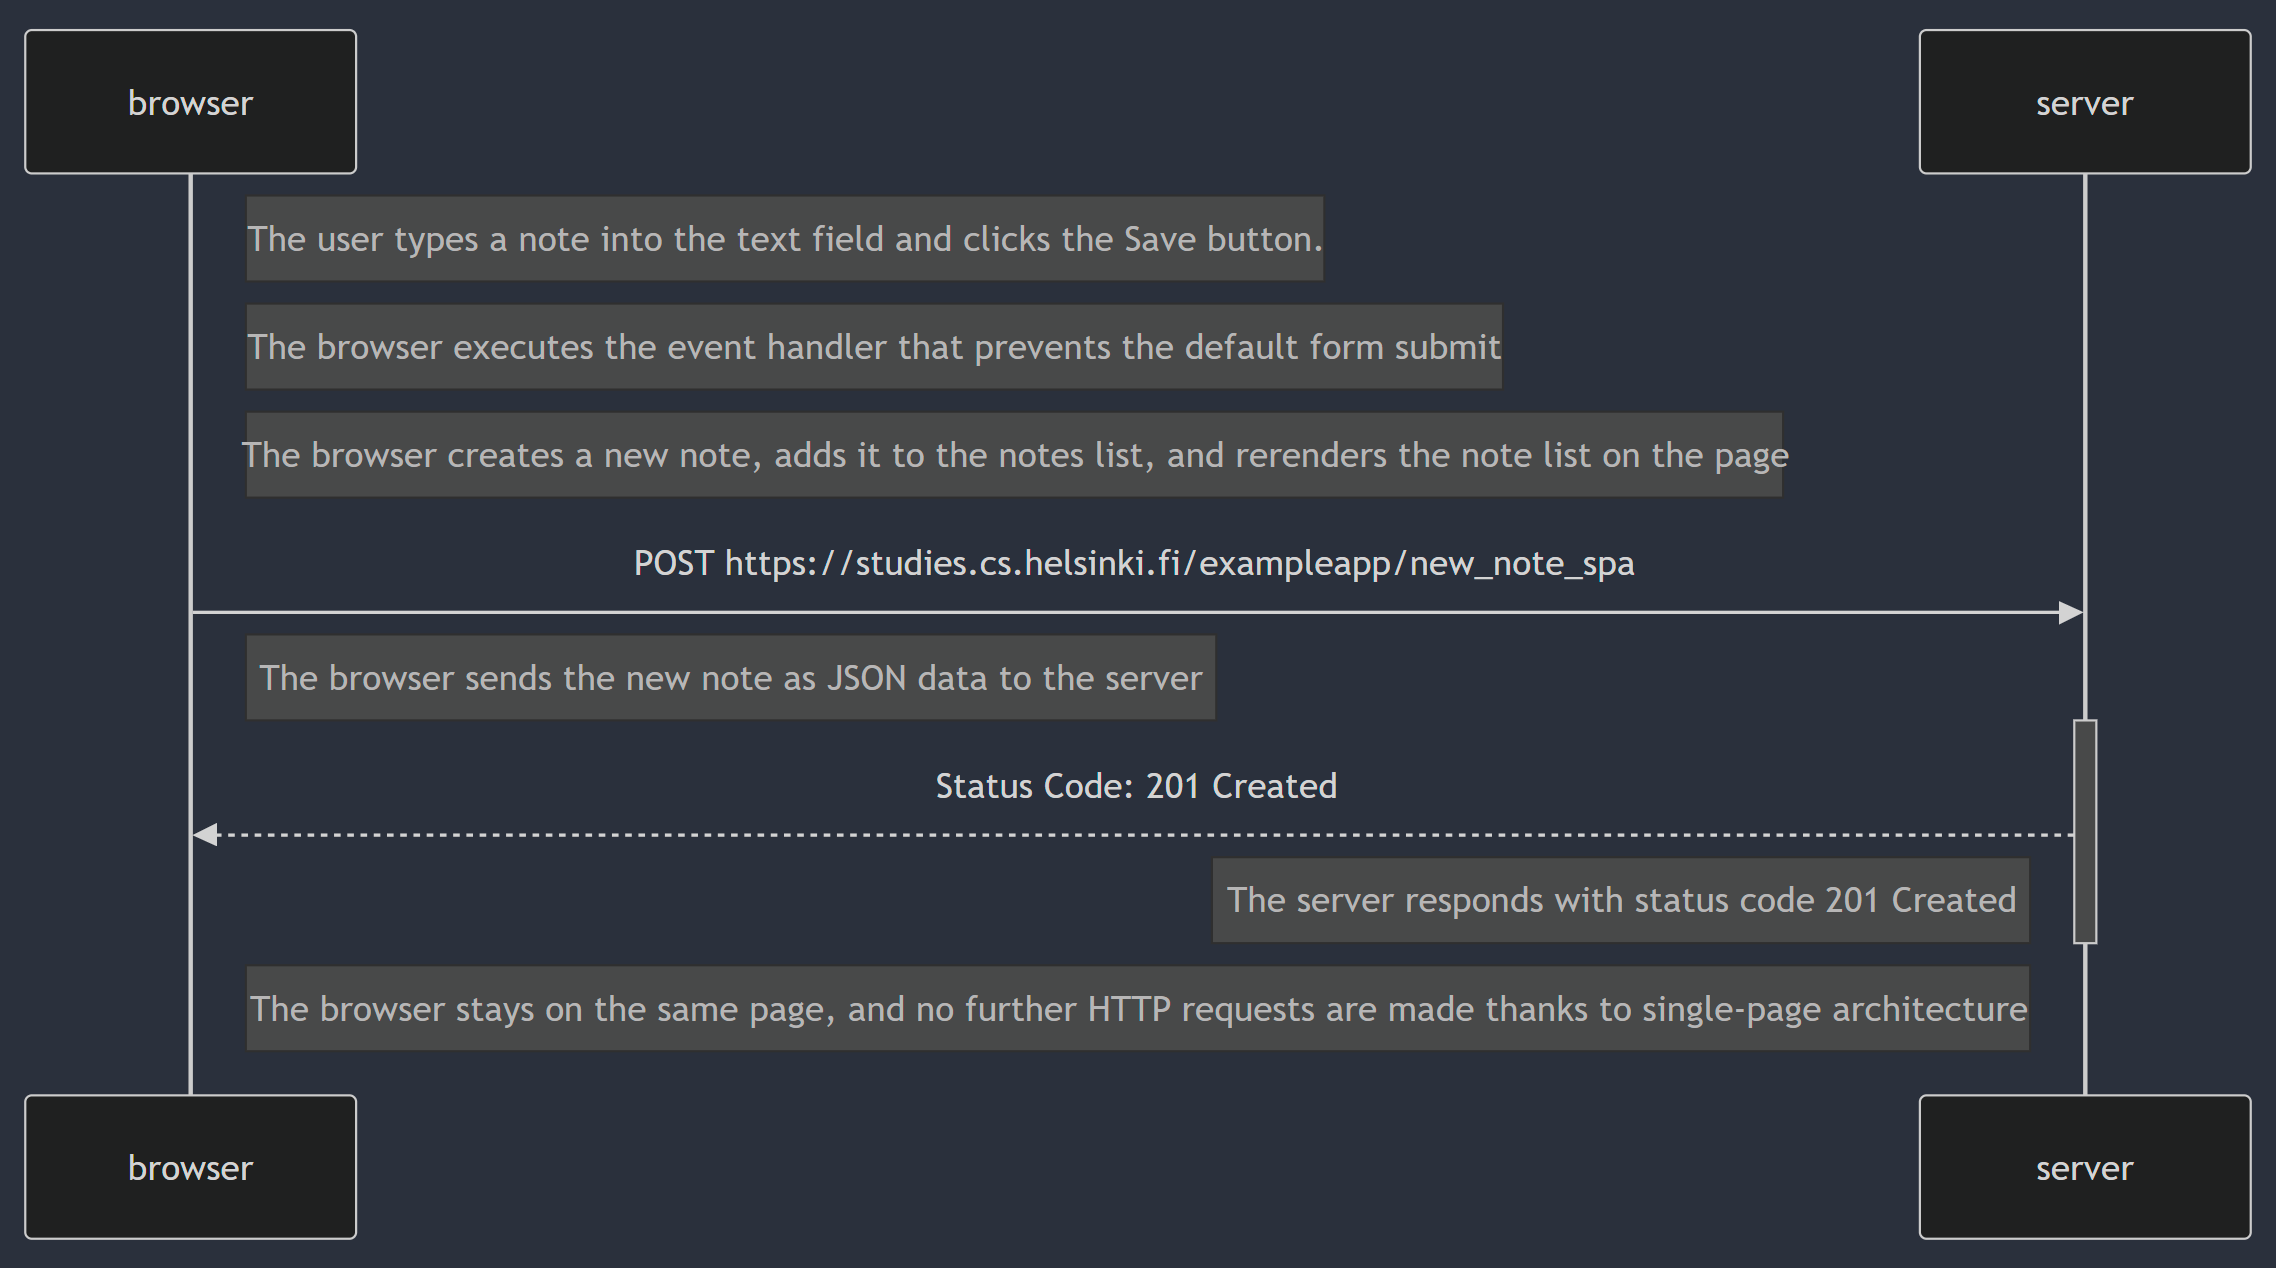 browser
server
The user types a note into the text field and clicks the Save button.
The browser executes the event handler that prevents the default form submit
The browser creates a new note, adds it to the notes list, and rerenders the note list on the page
POST https://studies.cs.helsinki.fi/exampleapp/new_note_spa
The browser sends the new note as JSON data to the server
Status Code: 201 Created
The server responds with status code 201 Created
The browser stays on the same page, and no further HTTP requests are made thanks to single-page architecture
browser
server